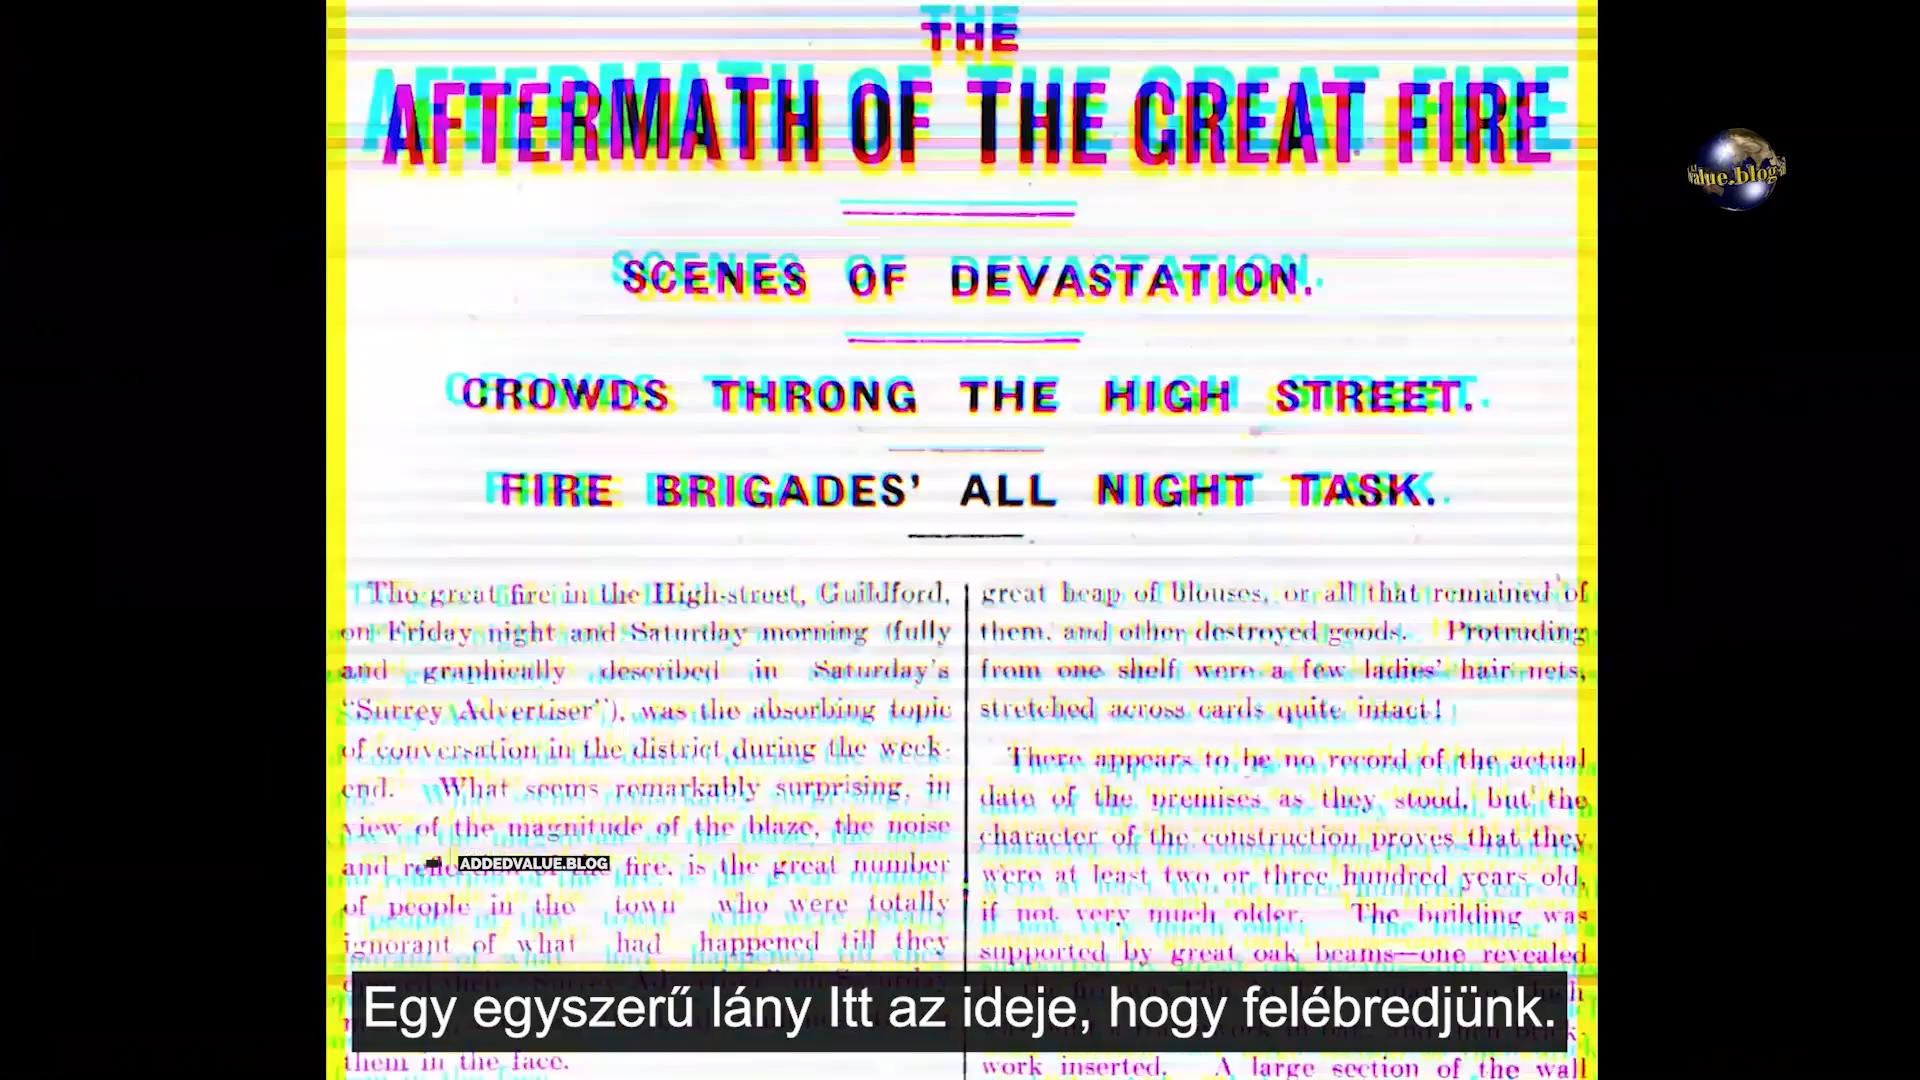 THE
AFTERMATH OF THE GREAT FIRE
SCENES OF DEVASTATION.
CROWDS THRONG THE HIGH STREET.
FIRE BRIGADES' ALL NIGHT TASK.
The great fire in the High-street, Guildford,
on Friday night and Saturday morning (fully
and graphically described in Saturday's
"Surrey Advertiser"), was the absorbing topic
of conversation in the district during the week-
end. What seems remarkably surprising, in
view of the magnitude of the blaze, the noise
and fire, is the great number
of people in the town who were totally
ignorant of what had happened till they
them in the face.
great heap of blouses, or all that remained of
them, and other destroyed goods. Protruding
from one shelf were a few ladies' hair nets,
stretched across cards quite intact!
There appears to be no record of the actual
date of the premises as they stood, but the
character of the construction proves that they
were at least two or three hundred years old,
if not very much older. The building was
supported by great oak beams—one revealed
work inserted. A large section of the wall
ADDEDVALUE.BLOG
value.blog
Egy egyszerű lány Itt az ideje, hogy felébredjünk.